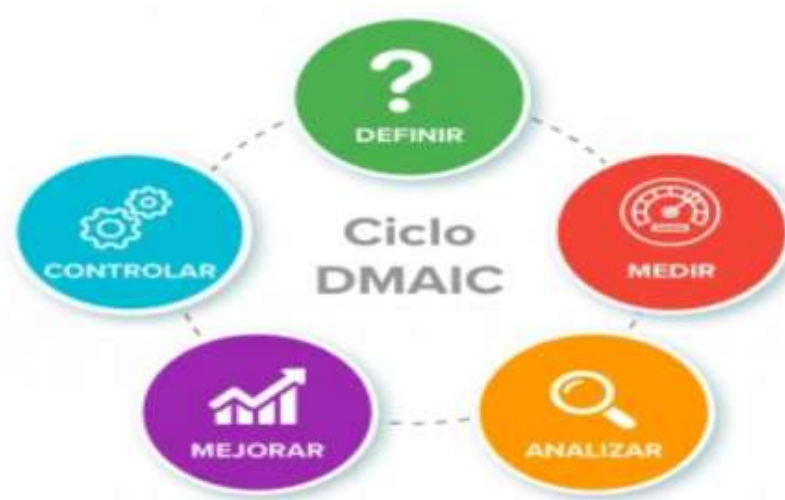 ?
DEFINIR
Ciclo
DMAIC
CONTROLAR
MEDIR
MEJORAR
ANALIZAR